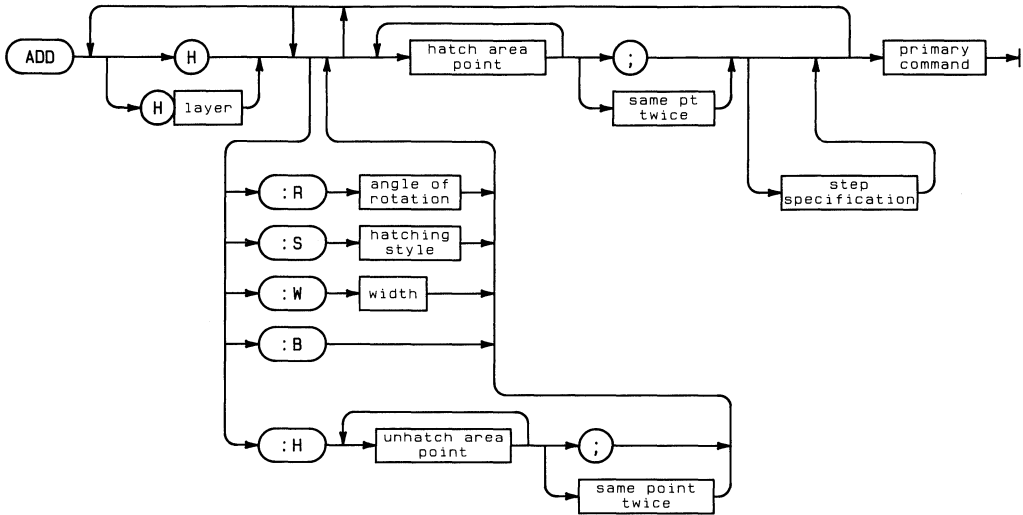 ADD
H
H
layer
hatch area
point
;
same pt
twice
primary
command
step
specification
:R
angle of
rotation
:S
hatching
style
:W
width
:B
:H
unhatch area
point
;
same point
twice